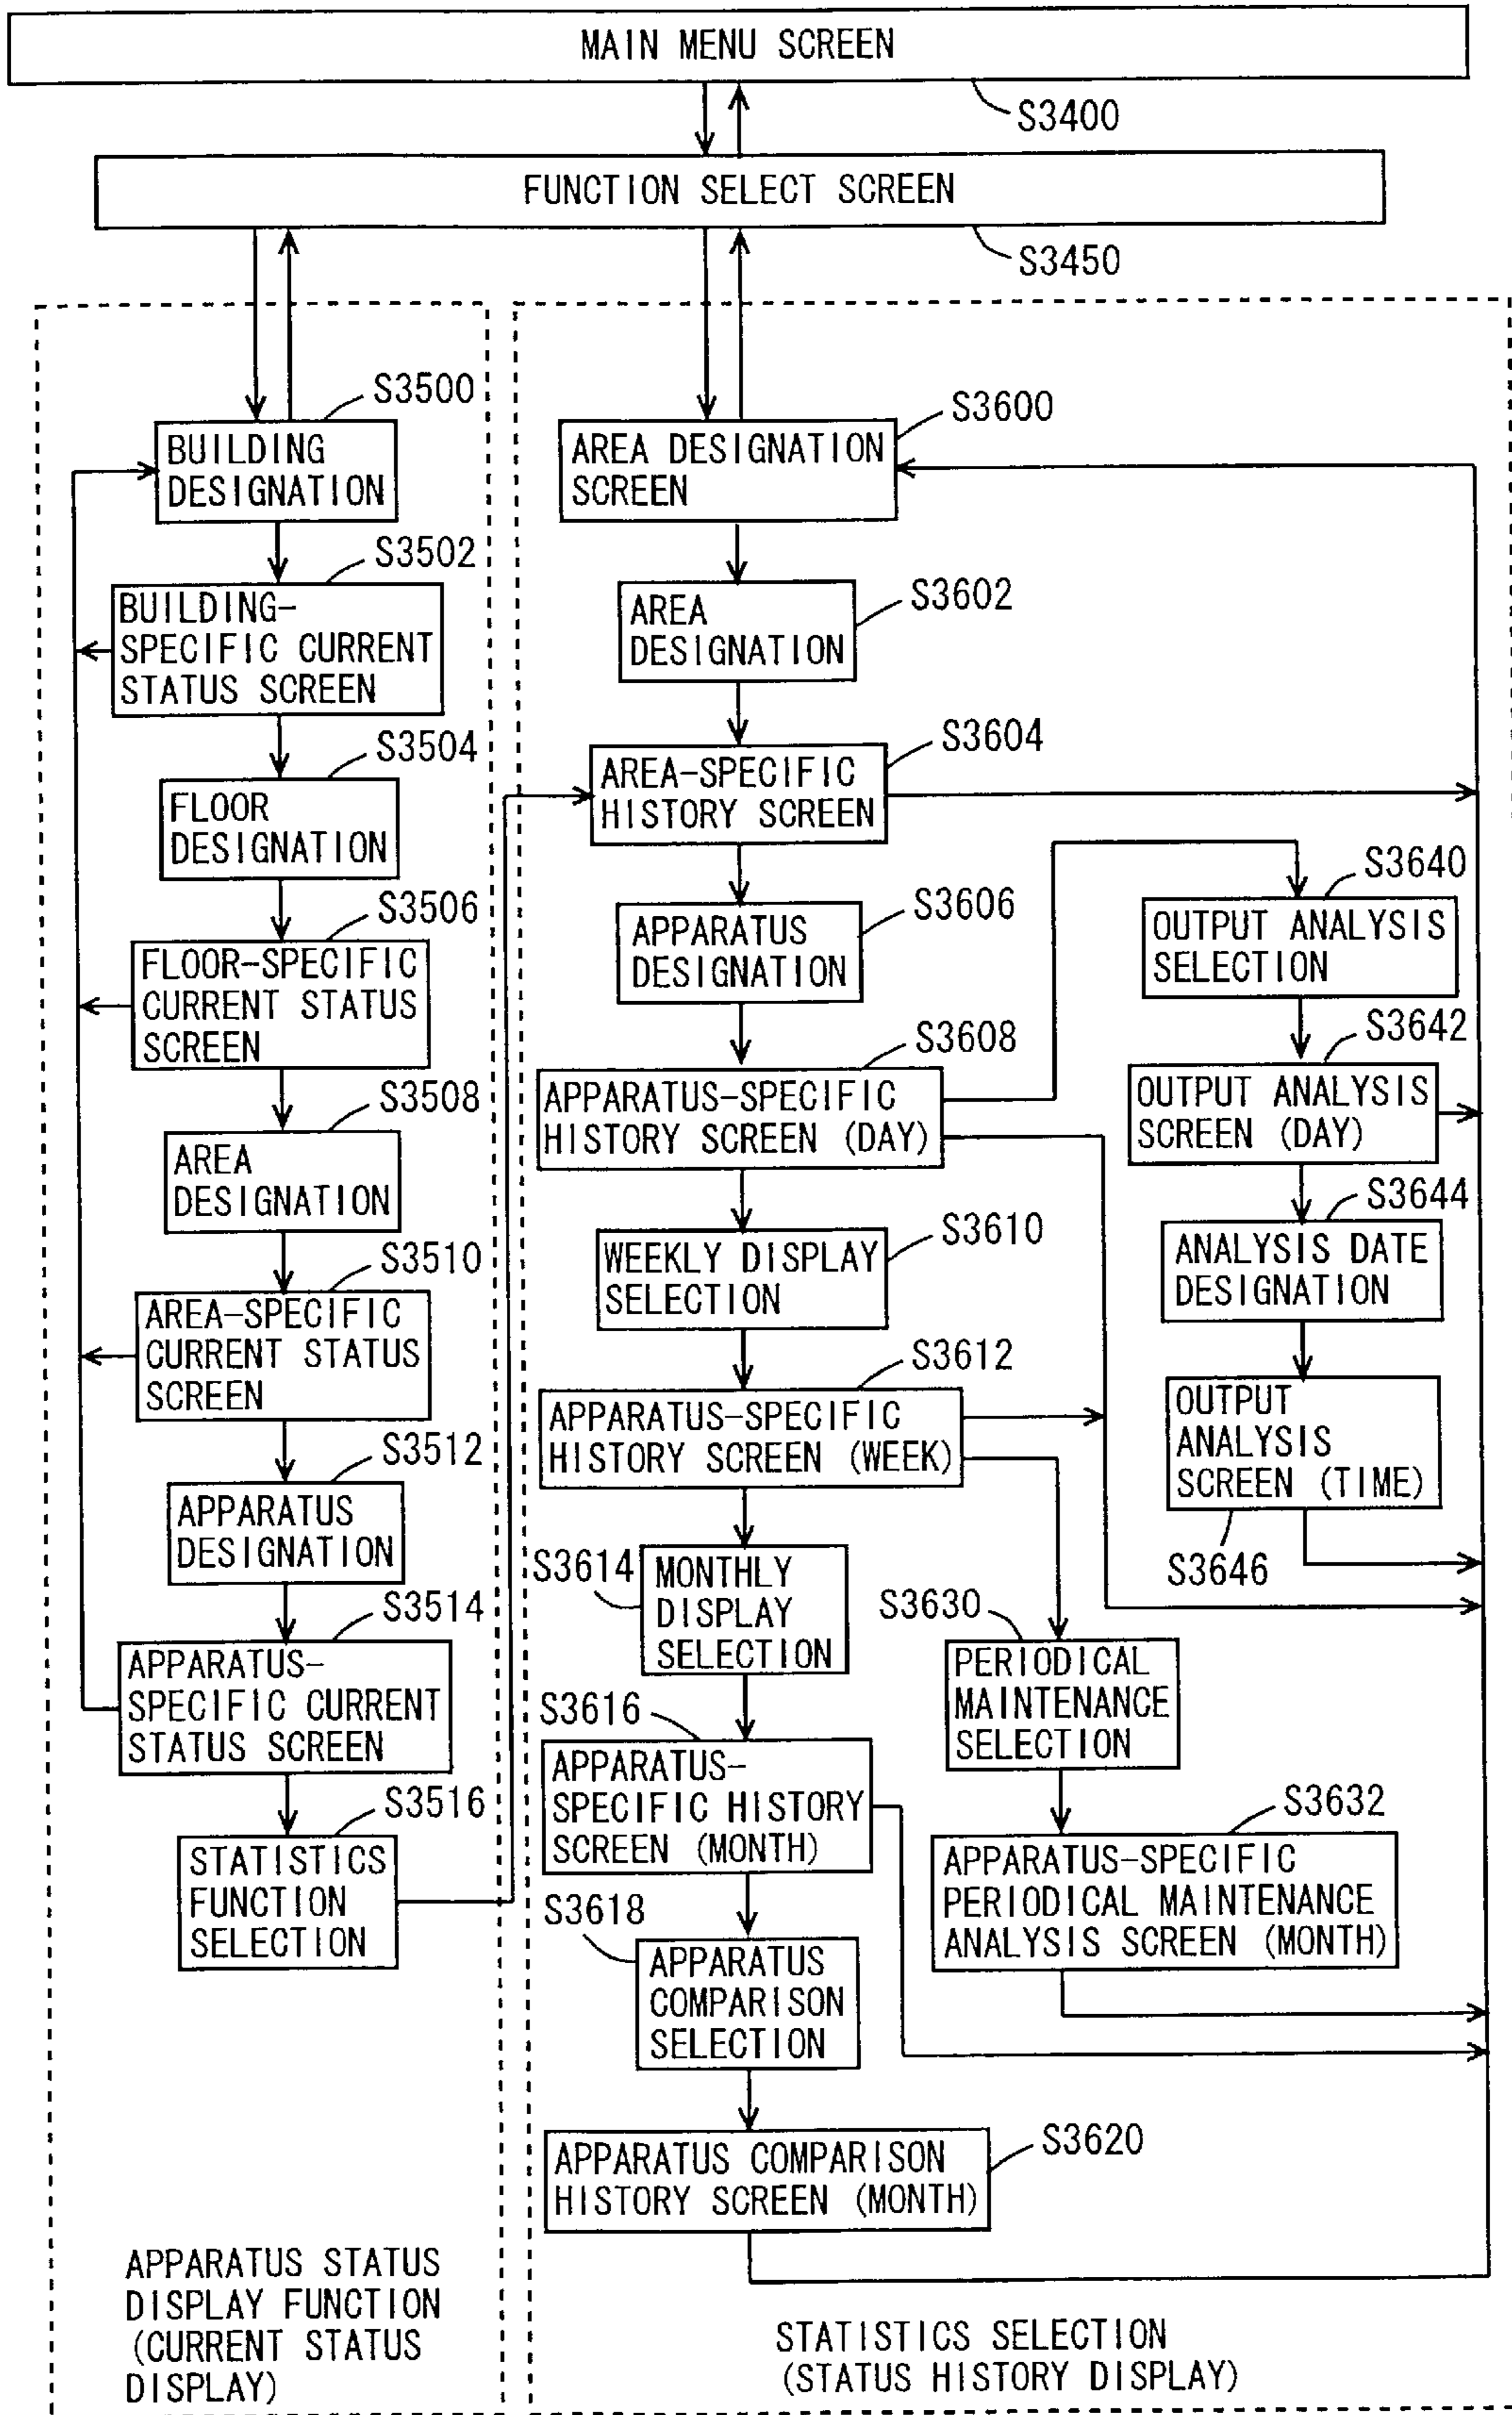 MAIN MENU SCREEN
S3400
FUNCTION SELECT SCREEN
S3450
S3500
BUILDING
DESIGNATION
S3502
BUILDING-
SPECIFIC CURRENT
STATUS SCREEN
S3504
FLOOR
DESIGNATION
S3506
FLOOR-SPECIFIC
CURRENT STATUS
SCREEN
S3508
AREA
DESIGNATION
S3510
AREA-SPECIFIC
CURRENT STATUS
SCREEN
S3512
APPARATUS
DESIGNATION
S3514
APPARATUS-
SPECIFIC CURRENT
STATUS SCREEN
S3516
STATISTICS
FUNCTION
SELECTION
APPARATUS STATUS
DISPLAY FUNCTION
(CURRENT STATUS
DISPLAY)
S3600
AREA DESIGNATION
SCREEN
S3602
AREA
DESIGNATION
S3604
AREA-SPECIFIC
HISTORY SCREEN
S3606
APPARATUS
DESIGNATION
S3608
APPARATUS-SPECIFIC
HISTORY SCREEN (DAY)
S3610
WEEKLY DISPLAY
SELECTION
S3612
APPARATUS-SPECIFIC
HISTORY SCREEN (WEEK)
S3614
MONTHLY
DISPLAY
SELECTION
S3616
APPARATUS-
SPECIFIC HISTORY
SCREEN (MONTH)
S3618
APPARATUS
COMPARISON
SELECTION
S3620
APPARATUS COMPARISON
HISTORY SCREEN (MONTH)
S3640
OUTPUT ANALYSIS
SELECTION
S3642
OUTPUT ANALYSIS
SCREEN (DAY)
S3644
ANALYSIS DATE
DESIGNATION
OUTPUT
ANALYSIS
SCREEN (TIME)
S3646
S3630
PERIODICAL
MAINTENANCE
SELECTION
S3632
APPARATUS-SPECIFIC
PERIODICAL MAINTENANCE
ANALYSIS SCREEN (MONTH)
STATISTICS SELECTION
(STATUS HISTORY DISPLAY)